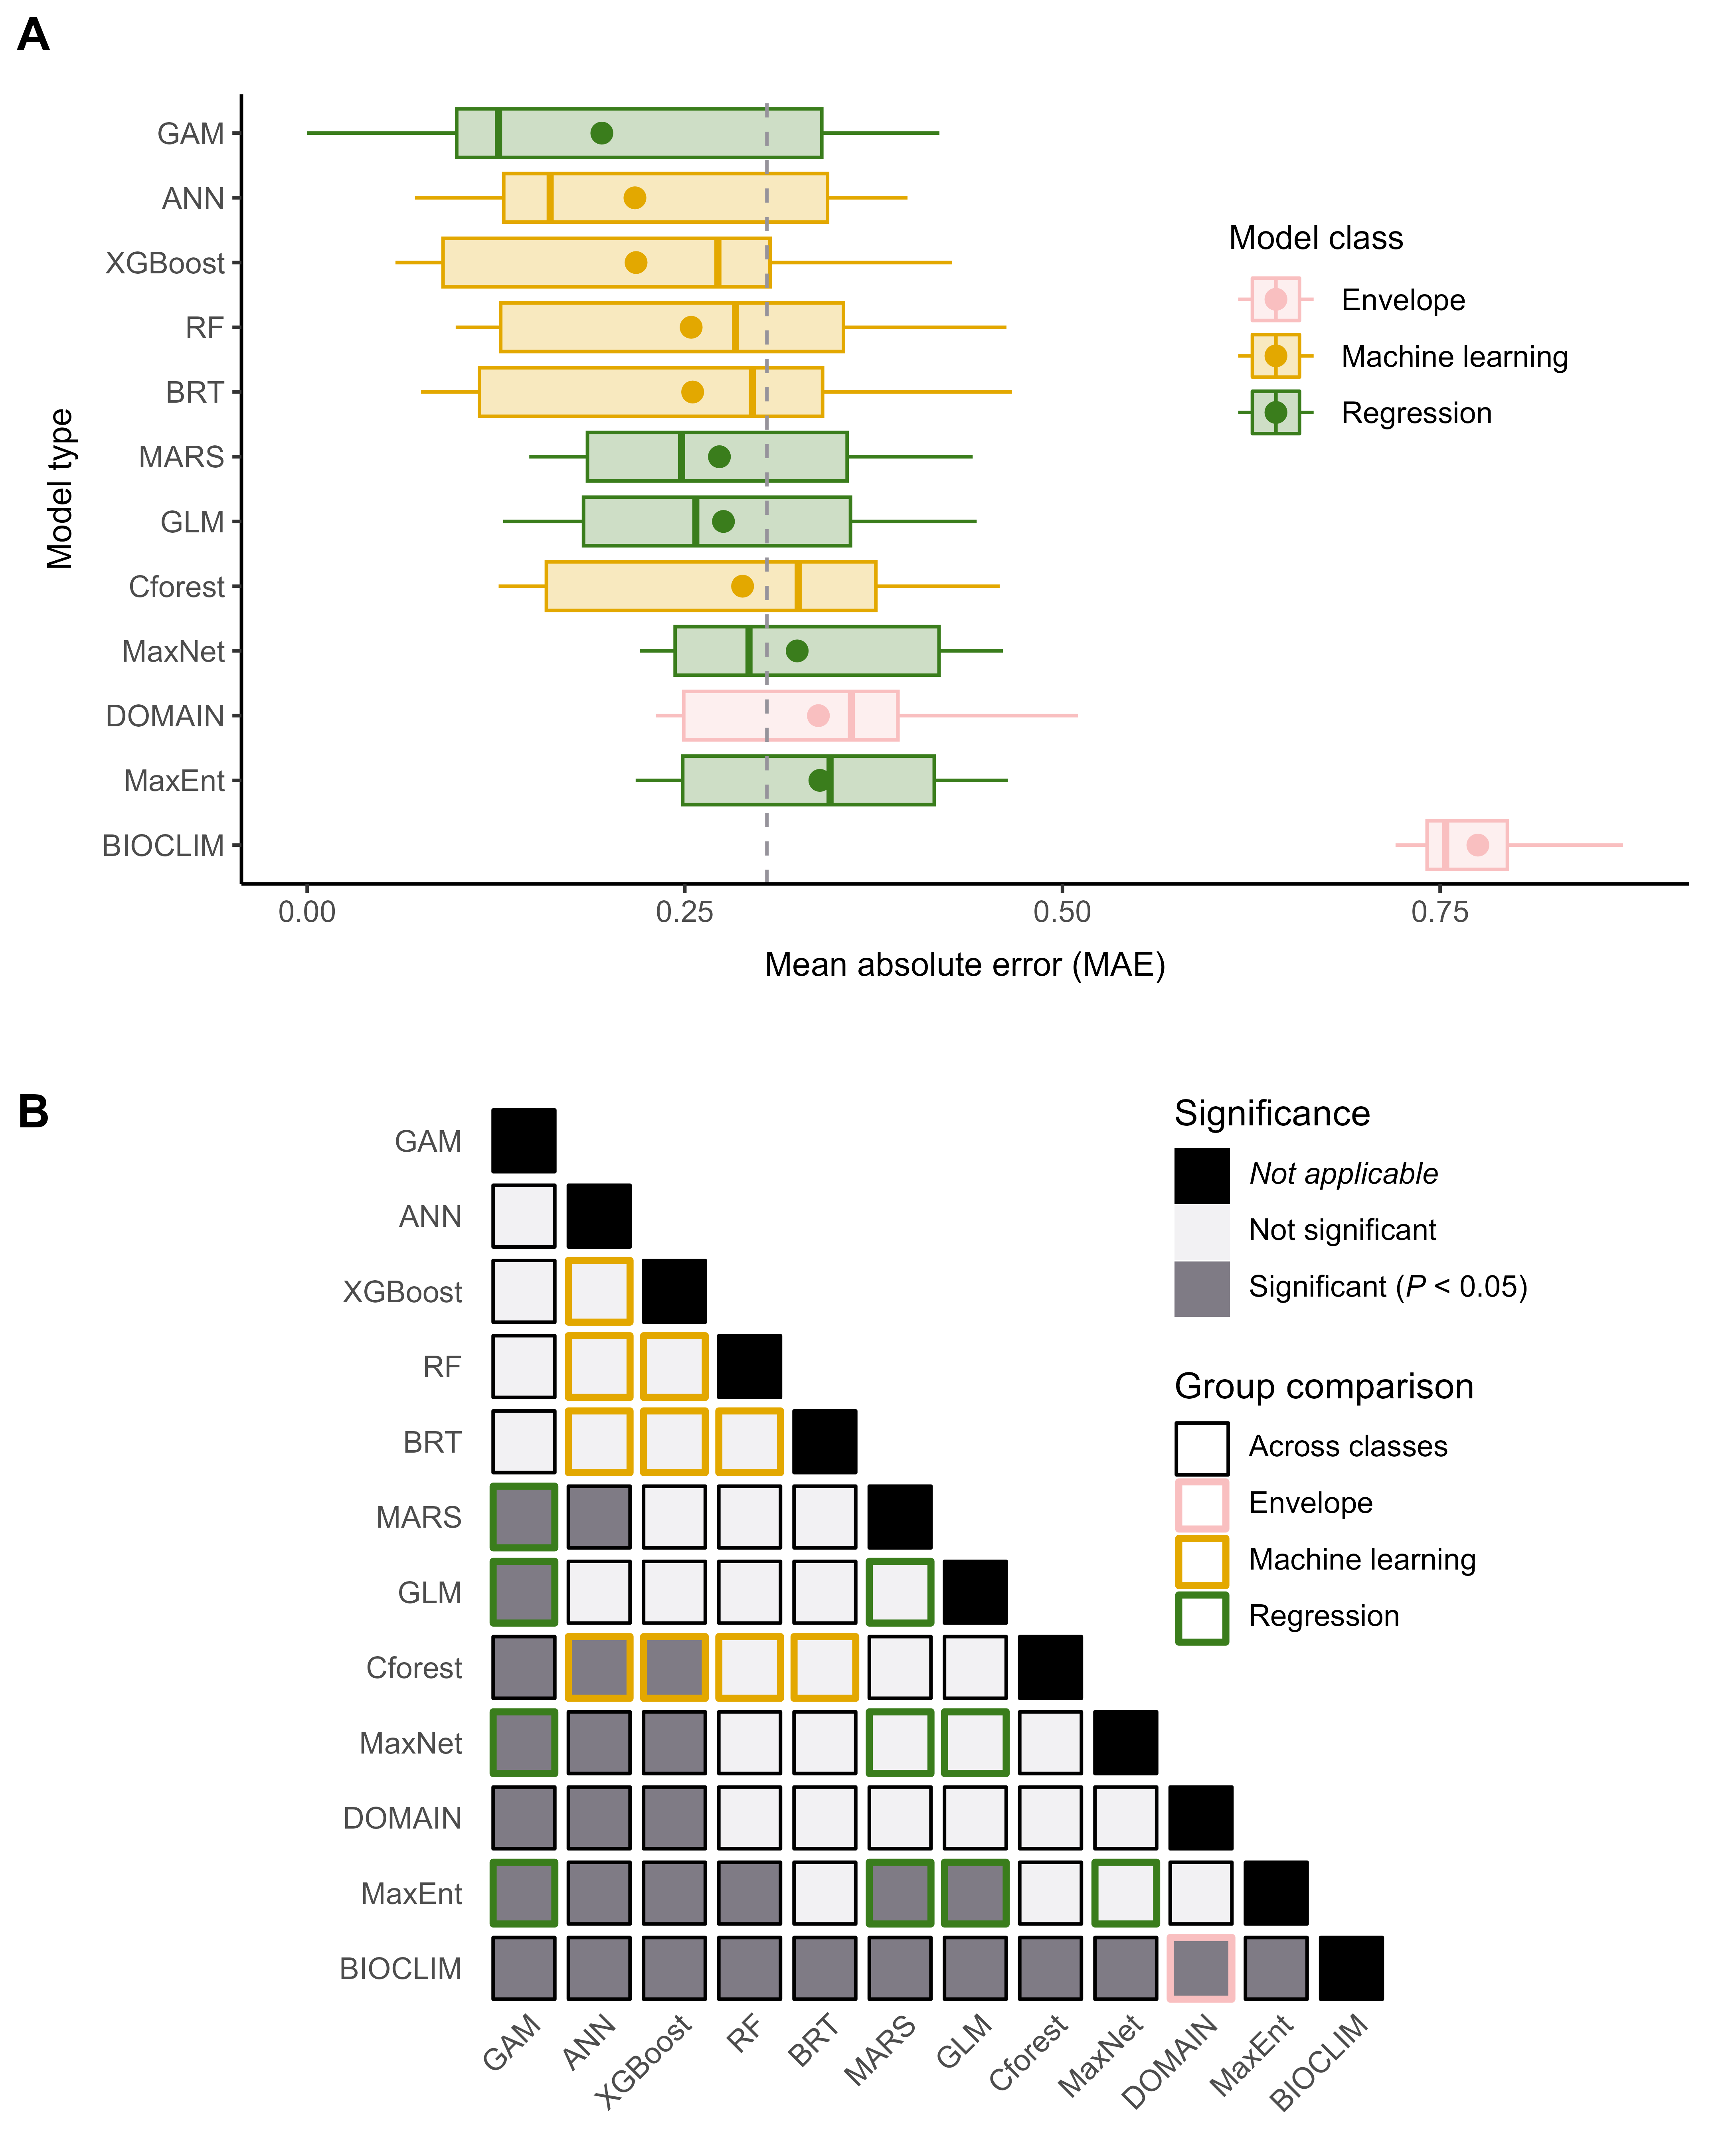 A
GAM
ANN
XGBoost
RF
BRT
MARS
GLM
Cforest
MaxNet
DOMAIN
MaxEnt
BIOCLIM
Model type
0.00 0.25 0.50 0.75
Mean absolute error (MAE)
Model class
Envelope
Machine learning
Regression
B
GAM
ANN
XGBoost
RF
BRT
MARS
GLM
Cforest
MaxNet
DOMAIN
MaxEnt
BIOCLIM
GAM ANN XGBoost RF BRT MARS GLM Cforest MaxNet DOMAIN MaxEnt BIOCLIM
Significance
Not applicable
Not significant
Significant (P < 0.05)
Group comparison
Across classes
Envelope
Machine learning
Regression